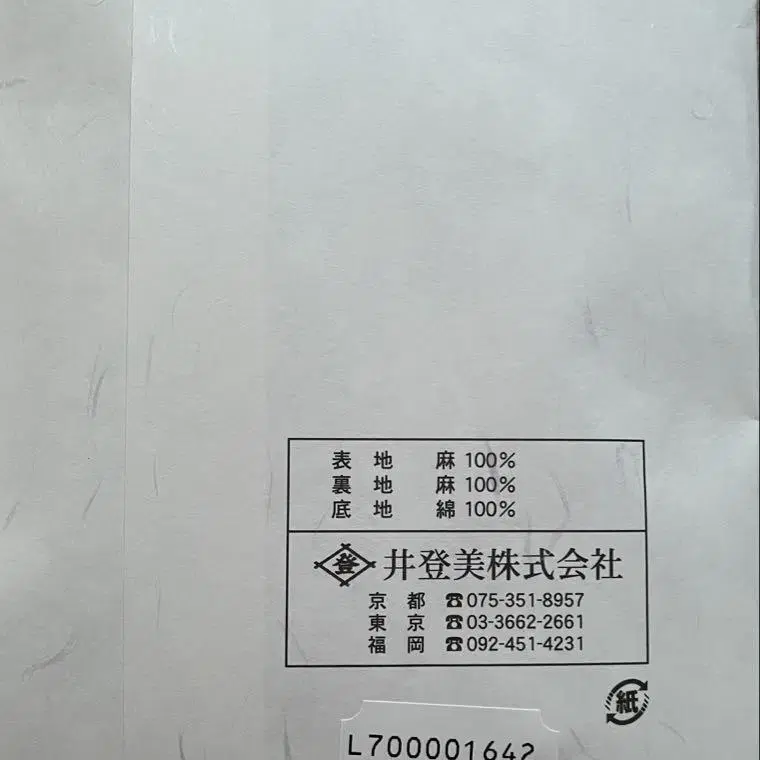 表地 麻 100%
裏地 麻 100%
底地 綿 100%
登 井登美株式会社
京都 ☎075-351-8957
東京 ☎03-3662-2661
福岡 ☎092-451-4231
紙
L700001642